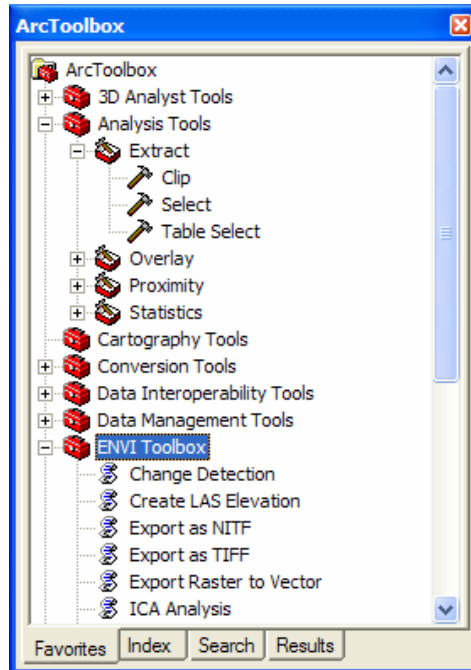 ArcToolbox
ArcToolbox
3D Analyst Tools
Analysis Tools
Extract
Clip
Select
Table Select
Overlay
Proximity
Statistics
Cartography Tools
Conversion Tools
Data Interoperability Tools
Data Management Tools
ENVI Toolbox
Change Detection
Create LAS Elevation
Export as NITF
Export as TIFF
Export Raster to Vector
ICA Analysis
Favorites Index Search Results